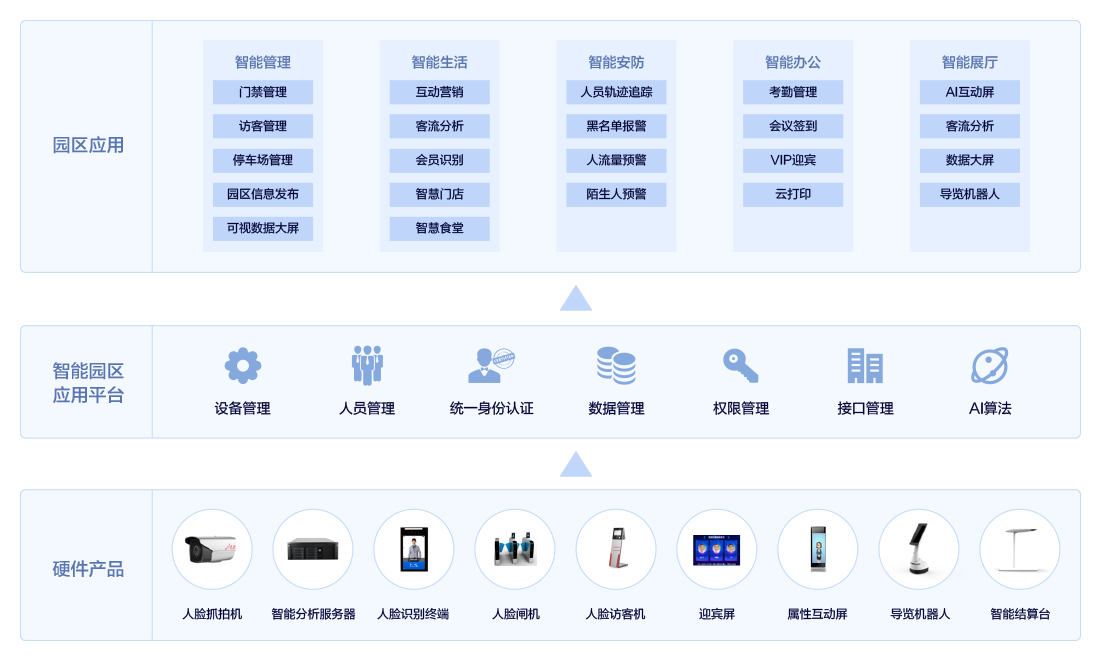 园区应用
智能管理
门禁管理
访客管理
停车场管理
园区信息发布
可视数据大屏
智能生活
互动营销
客流分析
会员识别
智慧门店
智慧食堂
智能安防
人员轨迹追踪
黑名单报警
人流量预警
陌生人预警
智能办公
考勤管理
会议签到
VIP迎宾
云打印
智能展厅
AI互动屏
客流分析
数据大屏
导览机器人
智能园区
应用平台
设备管理
人员管理
统一身份认证
数据管理
权限管理
接口管理
AI算法
硬件产品
人脸抓拍机
智能分析服务器
人脸识别终端
人脸闸机
人脸访客机
迎宾屏
属性互动屏
导览机器人
智能结算台